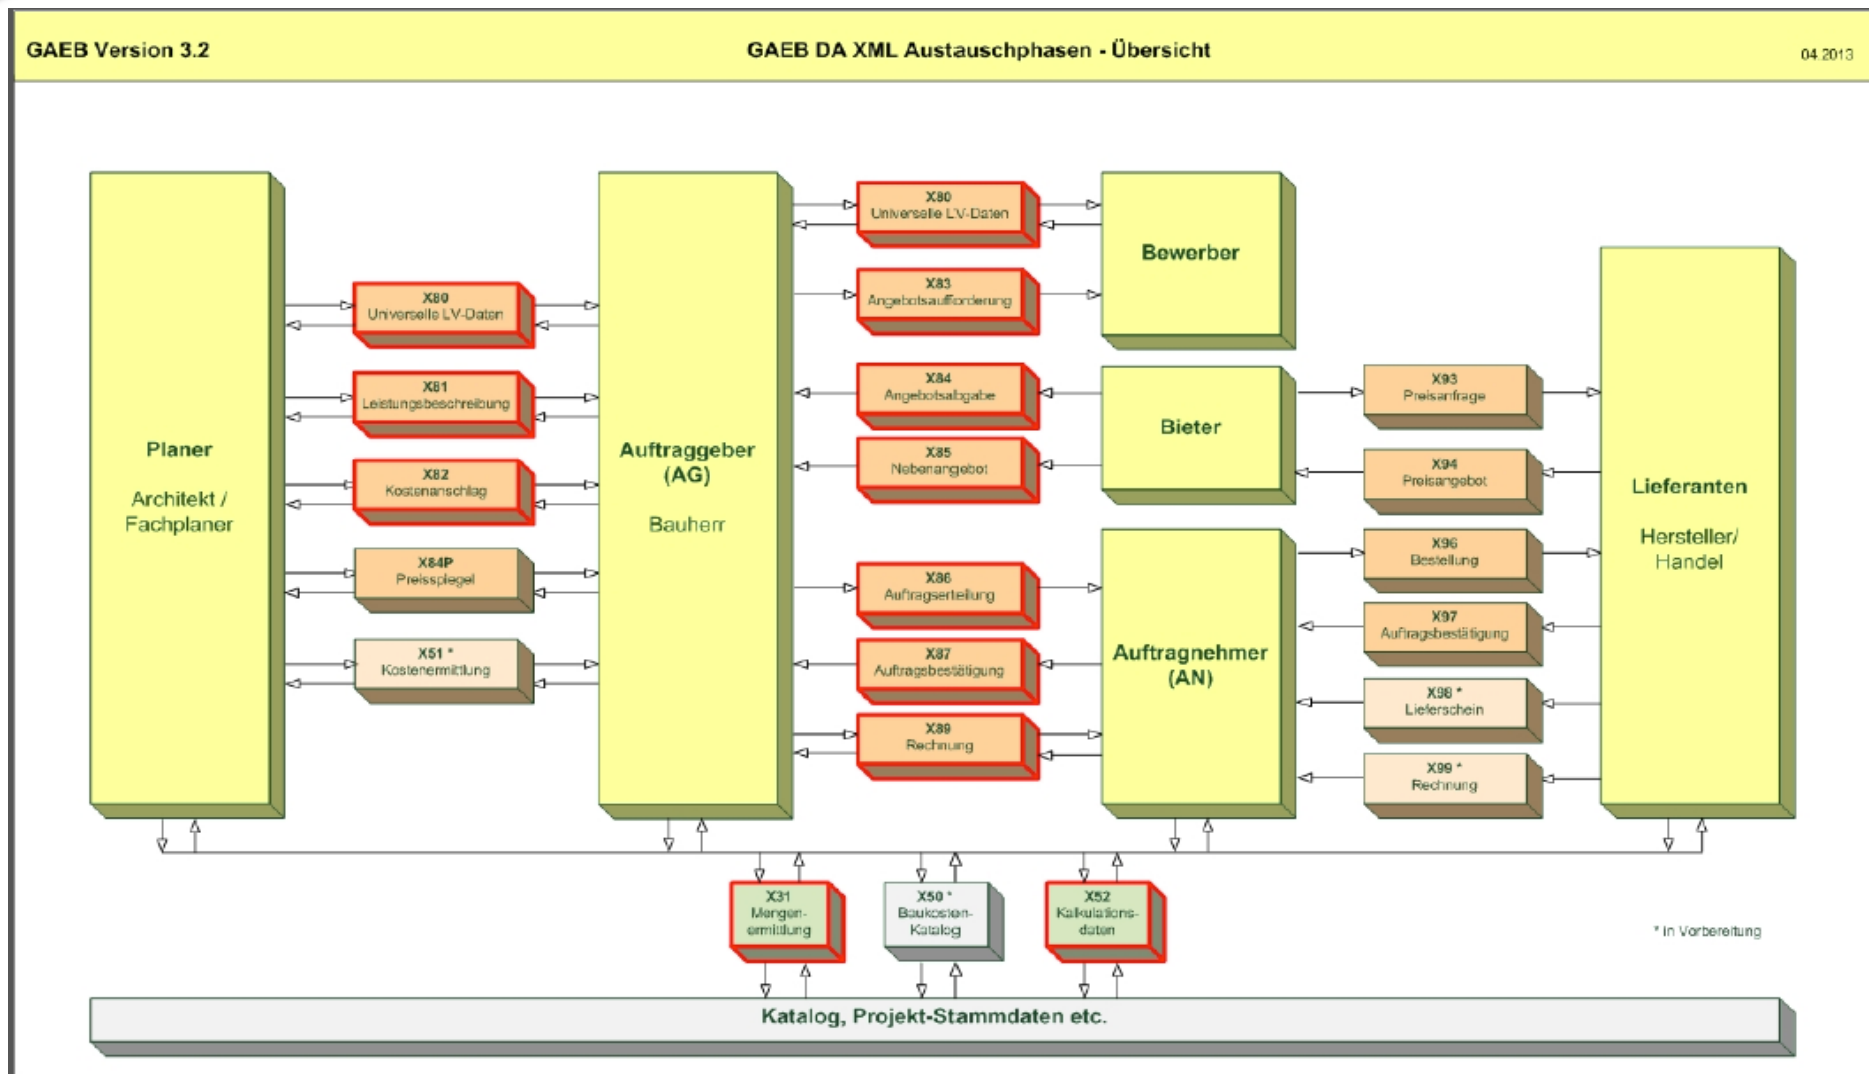 GAEB Version 3.2
GAEB DA XML Austauschphasen - Übersicht
04.2013
Planer
Architekt /
Fachplaner
X80
Universelle LV-Daten
X81
Leistungsbeschreibung
X82
Kostenanschlag
X84P
Preisspiegel
X51 *
Kostenermittlung
Auftraggeber
(AG)
Bauherr
X80
Universelle LV-Daten
X83
Angebotsaufforderung
X84
Angebotsabgabe
X85
Nebenangebot
X86
Auftragserteilung
X87
Auftragsbestätigung
X89
Rechnung
Bewerber
Bieter
Auftragnehmer
(AN)
X93
Preisanfrage
X94
Preisangebot
X96
Bestellung
X97
Auftragsbestätigung
X98 *
Lieferschein
X99 *
Rechnung
Lieferanten
Hersteller/
Handel
X31
Mengen-
ermittlung
X50 *
Baukosten-
Katalog
X52
Kalkulations-
daten
* in Vorbereitung
Katalog, Projekt-Stammdaten etc.